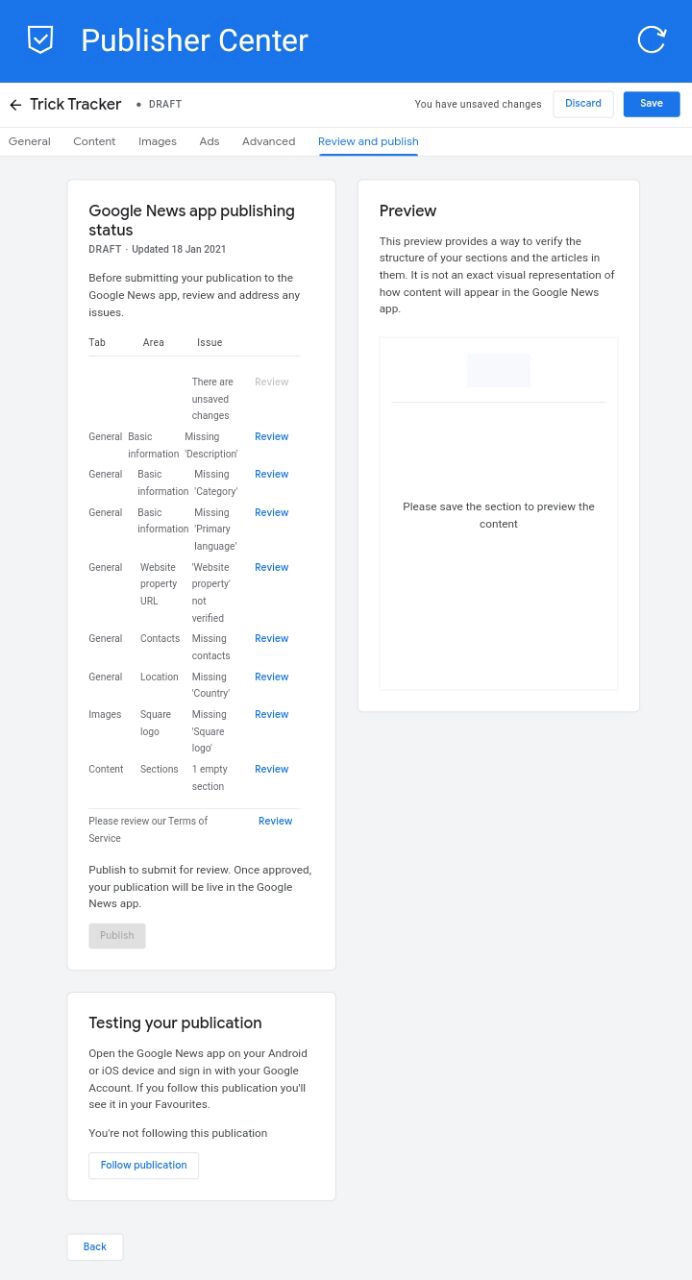 Publisher Center
Trick Tracker • DRAFT You have unsaved changes Discard Save
General Content Images Ads Advanced Review and publish
Google News app publishing
status
DRAFT · Updated 18 Jan 2021
Before submitting your publication to the
Google News app, review and address any
issues.
Tab Area Issue
There are Review
unsaved
changes
General Basic Missing Review
information 'Description'
General Basic Missing Review
information 'Category'
General Basic Missing Review
information 'Primary
language'
General Website 'Website Review
property property'
URL not
verified
General Contacts Missing Review
contacts
General Location Missing Review
'Country'
Images Square Missing Review
logo 'Square
logo'
Content Sections 1 empty Review
section
Please review our Terms of Review
Service
Publish to submit for review. Once approved,
your publication will be live in the Google
News app.
Publish
Preview
This preview provides a way to verify the
structure of your sections and the articles in
them. It is not an exact visual representation of
how content will appear in the Google News
app.
Please save the section to preview the
content
Testing your publication
Open the Google News app on your Android
or iOS device and sign in with your Google
Account. If you follow this publication you'll
see it in your Favourites.
You're not following this publication
Follow publication
Back